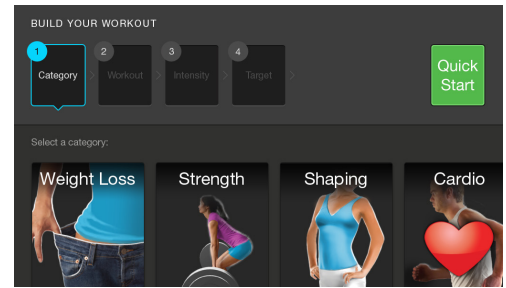 BUILD YOUR WORKOUT
1
2
3
4
Category
Workout
Intensity
Target
Quick
Start
Select a category:
Weight Loss
Strength
Shaping
Cardio